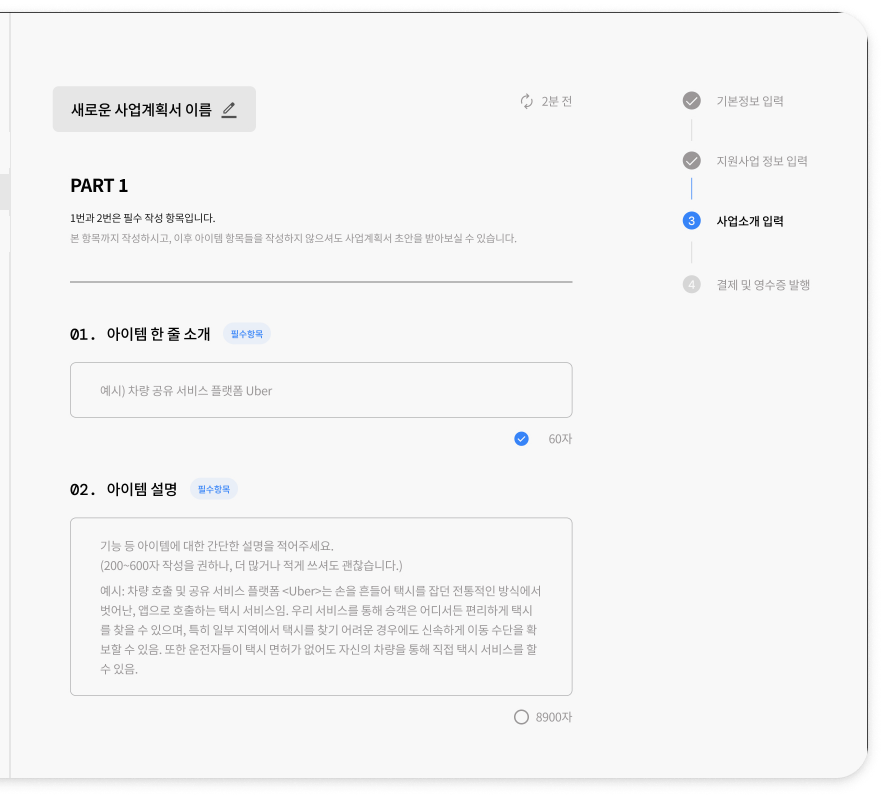 새로운 사업계획서 이름
2분 전
PART 1
1번과 2번은 필수 작성 항목입니다.
본 항목까지 작성하시고, 이후 아이템 항목들을 작성하지 않으셔도 사업계획서 초안을 받아보실 수 있습니다.
01. 아이템 한 줄 소개
필수항목
예시) 차량 공유 서비스 플랫폼 Uber
60자
02. 아이템 설명
필수항목
기능 등 아이템에 대한 간단한 설명을 적어주세요.
(200~600자 작성을 권하나, 더 많거나 적게 쓰셔도 괜찮습니다.)
예시: 차량 호출 및 공유 서비스 플랫폼 <Uber>는 손을 흔들어 택시를 잡던 전통적인 방식에서
벗어난, 앱으로 호출하는 택시 서비스임. 우리 서비스를 통해 승객은 어디서든 편리하게 택시
를 찾을 수 있으며, 특히 일부 지역에서 택시를 찾기 어려운 경우에도 신속하게 이동 수단을 확
보할 수 있음. 또한 운전자들이 택시 면허가 없어도 자신의 차량을 통해 직접 택시 서비스를 할
수 있음.
8900자
기본정보 입력
지원사업 정보 입력
3 사업소개 입력
4 결제 및 영수증 발행